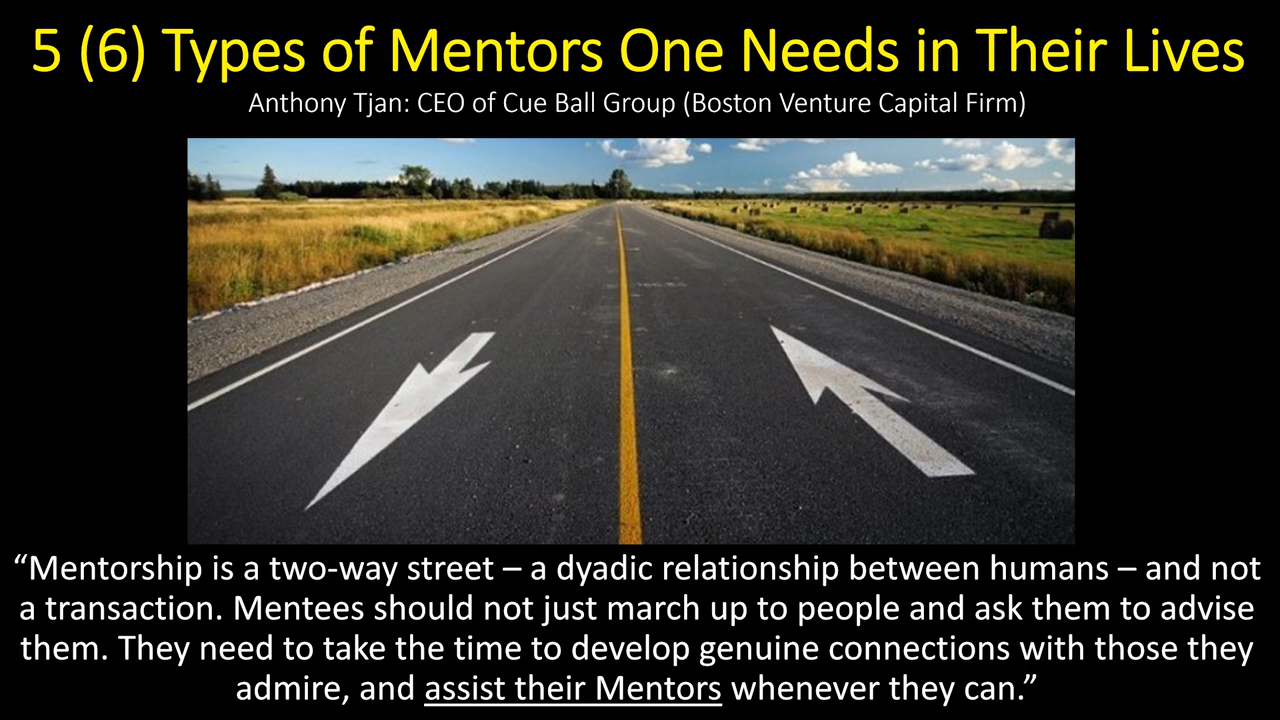 5 (6) Types of Mentors One Needs in Their Lives
Anthony Tjan: CEO of Cue Ball Group (Boston Venture Capital Firm)
“Mentorship is a two-way street – a dyadic relationship between humans – and not
a transaction. Mentees should not just march up to people and ask them to advise
them. They need to take the time to develop genuine connections with those they
admire, and assist their Mentors whenever they can.”